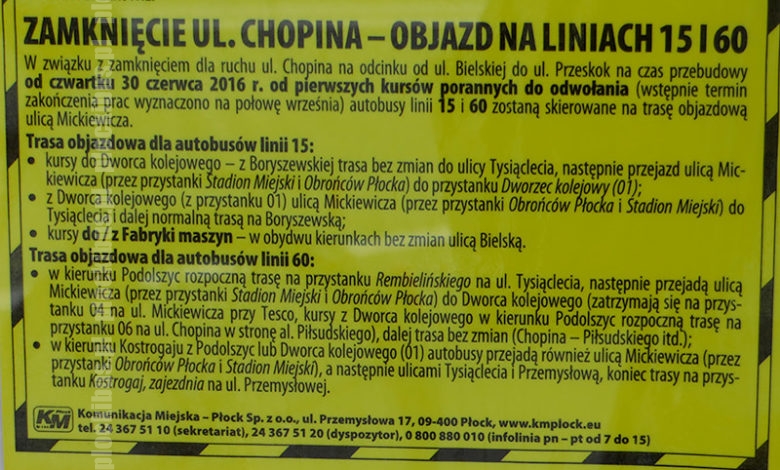 ZAMKNIĘCIE UL. CHOPINA – OBJAZD NA LINIACH 15 I 60
W związku z zamknięciem dla ruchu ul. Chopina na odcinku od ul. Bielskiej do ul. Przeskok na czas przebudowy
od czwartku 30 czerwca 2016 r. od pierwszych kursów porannych do odwołania (wstępnie termin
zakończenia prac wyznaczono na połowę września) autobusy linii 15 i 60 zostaną skierowane na trasę objazdową
ulicą Mickiewicza.
Trasa objazdowa dla autobusów linii 15:
• kursy do Dworca kolejowego – z Boryszewskiej trasa bez zmian do ulicy Tysiąclecia, następnie przejazd ulicą Mic-
kiewicza (przez przystanki Stadion Miejski i Obrońców Płocka) do przystanku Dworzec kolejowy (01);
• z Dworca kolejowego (z przystanku 01) ulicą Mickiewicza (przez przystanki Obrońców Płocka i Stadion Miejski) do
Tysiąclecia i dalej normalną trasą na Boryszewską;
• kursy do / z Fabryki maszyn – w obydwu kierunkach bez zmian ulicą Bielską.
Trasa objazdowa dla autobusów linii 60:
• w kierunku Podolszyc rozpoczną trasę na przystanku Rembielińskiego na ul. Tysiąclecia, następnie przejadą ulicą
Mickiewicza (przez przystanki Stadion Miejski i Obrońców Płocka) do Dworca kolejowego (zatrzymają się na przys-
tanku 04 na ul. Mickiewicza przy Tesco, kursy z Dworca kolejowego w kierunku Podolszyc rozpoczną trasę na
przystanku 06 na ul. Chopina w stronę al. Piłsudskiego), dalej trasa bez zmian (Chopina – Piłsudskiego itd.);
• w kierunku Kostrogaju z Podolszyc lub Dworca kolejowego (01) autobusy przejadą również ulicą Mickiewicza (przez
przystanki Obrońców Płocka i Stadion Miejski), a następnie ulicami Tysiąclecia i Przemysłową, koniec trasy na przys-
tanku Kostrogaj, zajezdnia na ul. Przemysłowej.
KM Płock
Komunikacja Miejska – Płock Sp. z o.o., ul. Przemysłowa 17, 09-400 Płock, www.kmplock.eu
tel. 24 367 51 10 (sekretariat), 24 367 51 20 (dyspozytor), 0 800 880 010 (infolinia pn – pt od 7 do 15)